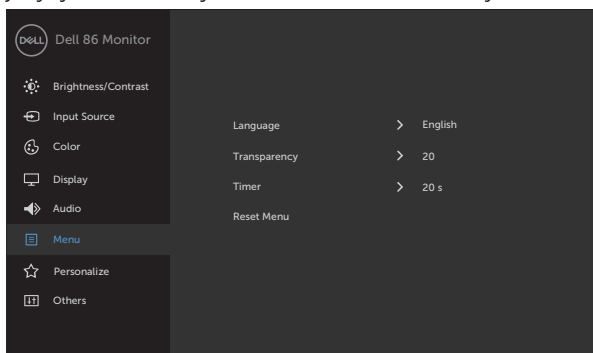 DELL Dell 86 Monitor
Brightness/Contrast
Input Source
Color
Display
Audio
Menu
Personalize
Others
Language English
Transparency 20
Timer 20 s
Reset Menu